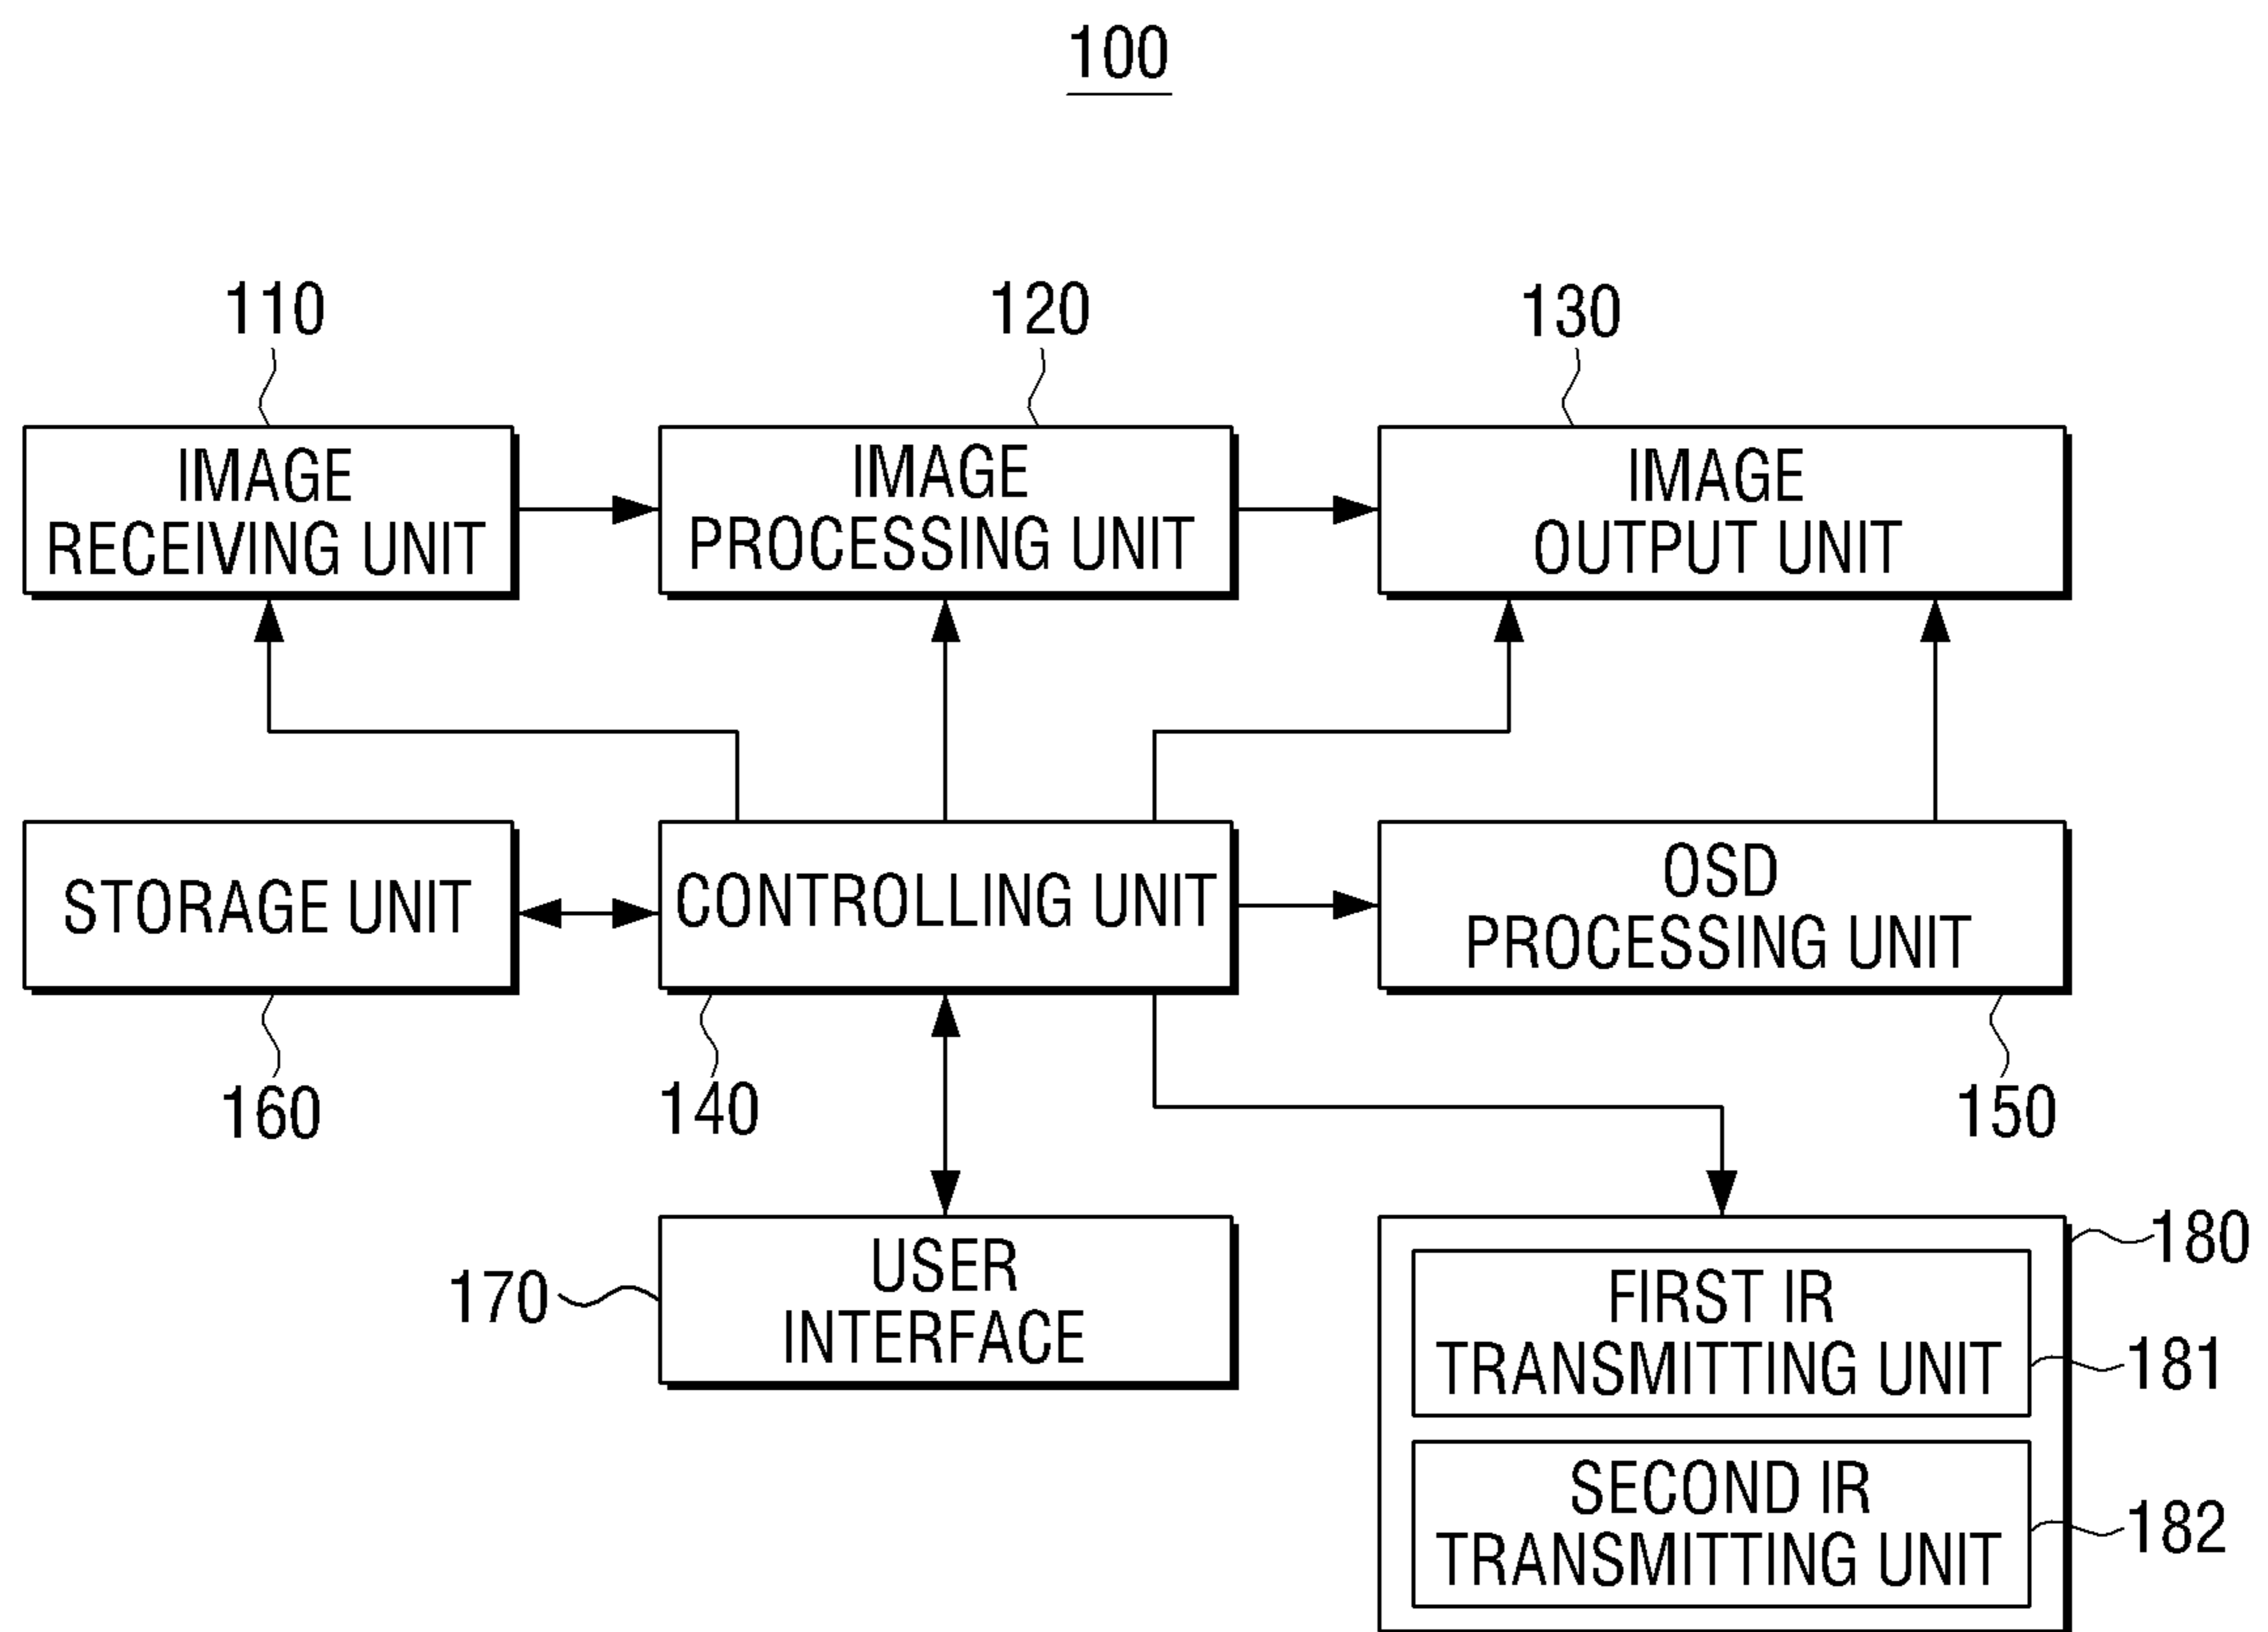 100
110
120
130
IMAGE
RECEIVING UNIT
IMAGE
PROCESSING UNIT
IMAGE
OUTPUT UNIT
STORAGE UNIT
CONTROLLING UNIT
OSD
PROCESSING UNIT
160
140
150
170
USER
INTERFACE
180
FIRST IR
TRANSMITTING UNIT
181
SECOND IR
TRANSMITTING UNIT
182